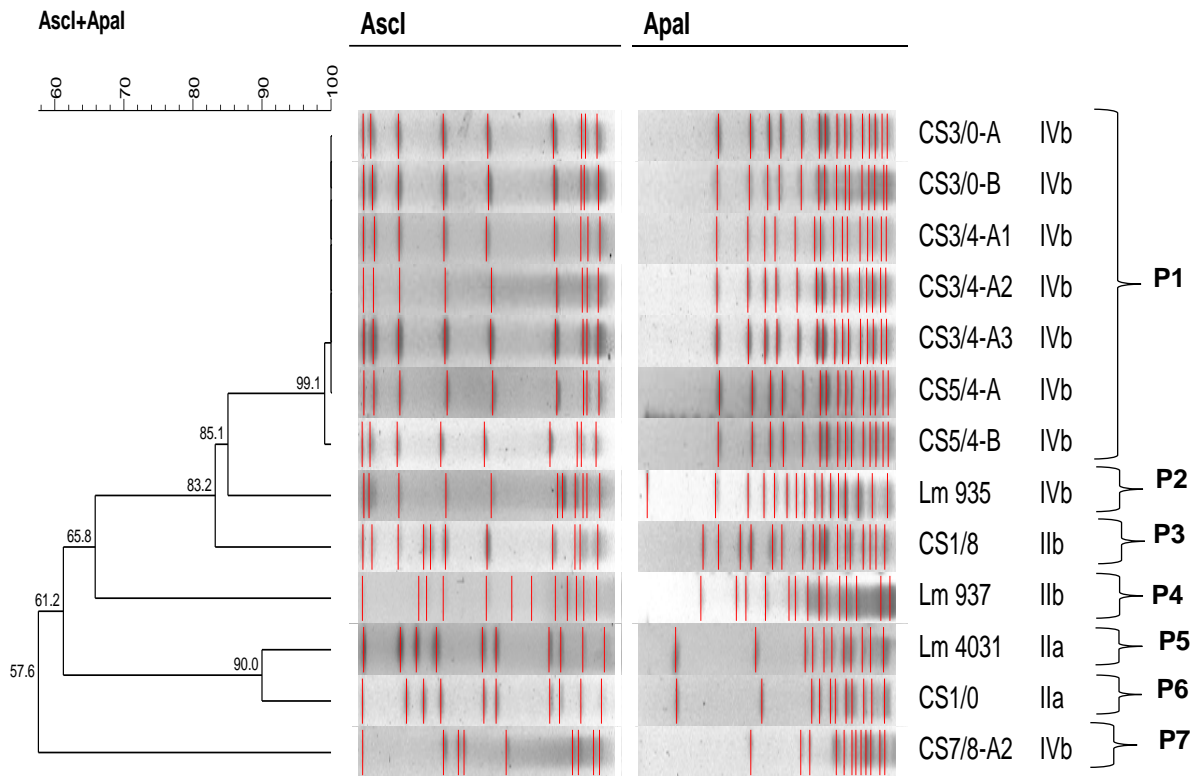 AscI+ApaI AscI ApaI
60 70 80 90 100
CS3/0-A IVb
CS3/0-B IVb
CS3/4-A1 IVb
CS3/4-A2 IVb P1
CS3/4-A3 IVb
99.1 CS5/4-A IVb
85.1 CS5/4-B IVb
83.2 Lm 935 IVb P2
65.8 CS1/8 IIb P3
61.2 Lm 937 IIb P4
57.6 90.0 Lm 4031 IIa P5
CS1/0 IIa P6
CS7/8-A2 IVb P7